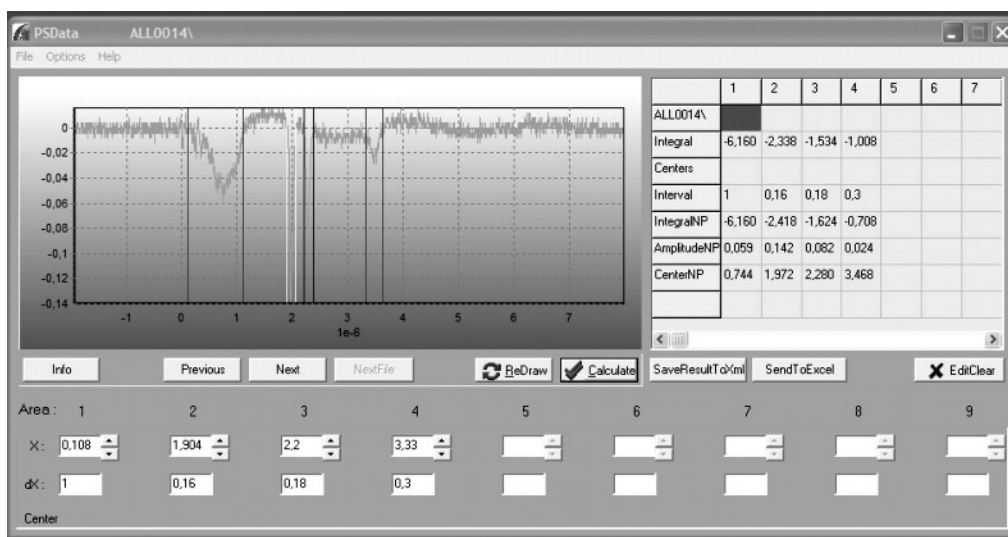 PSData ALL0014\
File Options Help
0
-0,02
-0,04
-0,06
-0,08
-0,1
-0,12
-0,14
-1 0 1 2 3 4 5 6 7
1e-6
1 2 3 4 5 6 7
ALL0014\
Integral -6,160 -2,338 -1,534 -1,008
Centers
Interval 1 0,16 0,18 0,3
IntegralNP -6,160 -2,418 -1,624 -0,708
AmplitudeNP 0,059 0,142 0,082 0,024
CenterNP 0,744 1,972 2,280 3,468
Info Previous Next NextFile ReDraw Calculate SaveResultToXml SendToExcel EditClear
Area: 1 2 3 4 5 6 7 8 9
X: 0,108 1,904 2,2 3,33
dX: 1 0,16 0,18 0,3
Center